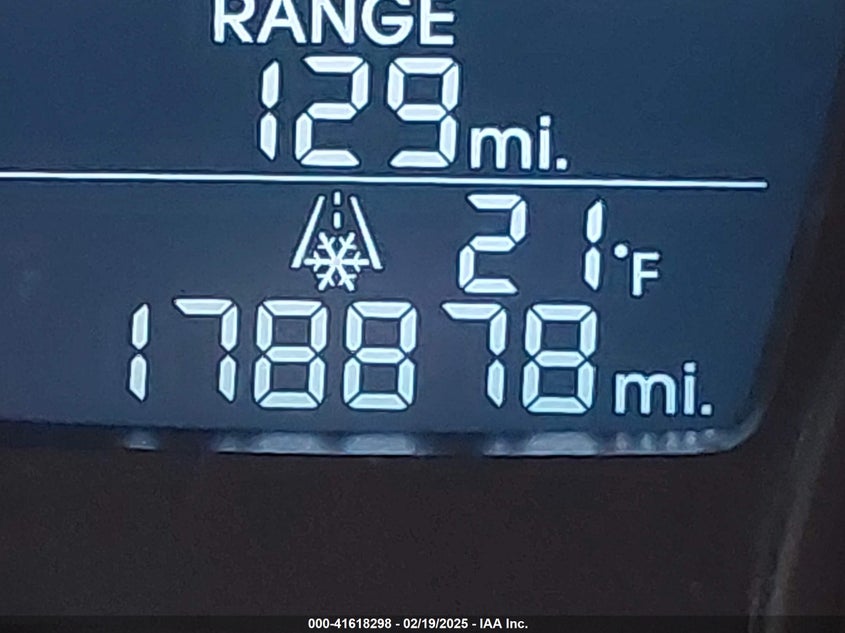 RANGE
129 mi.
21°F
178878 mi.
000-41618298 - 02/19/2025 - IAA Inc.